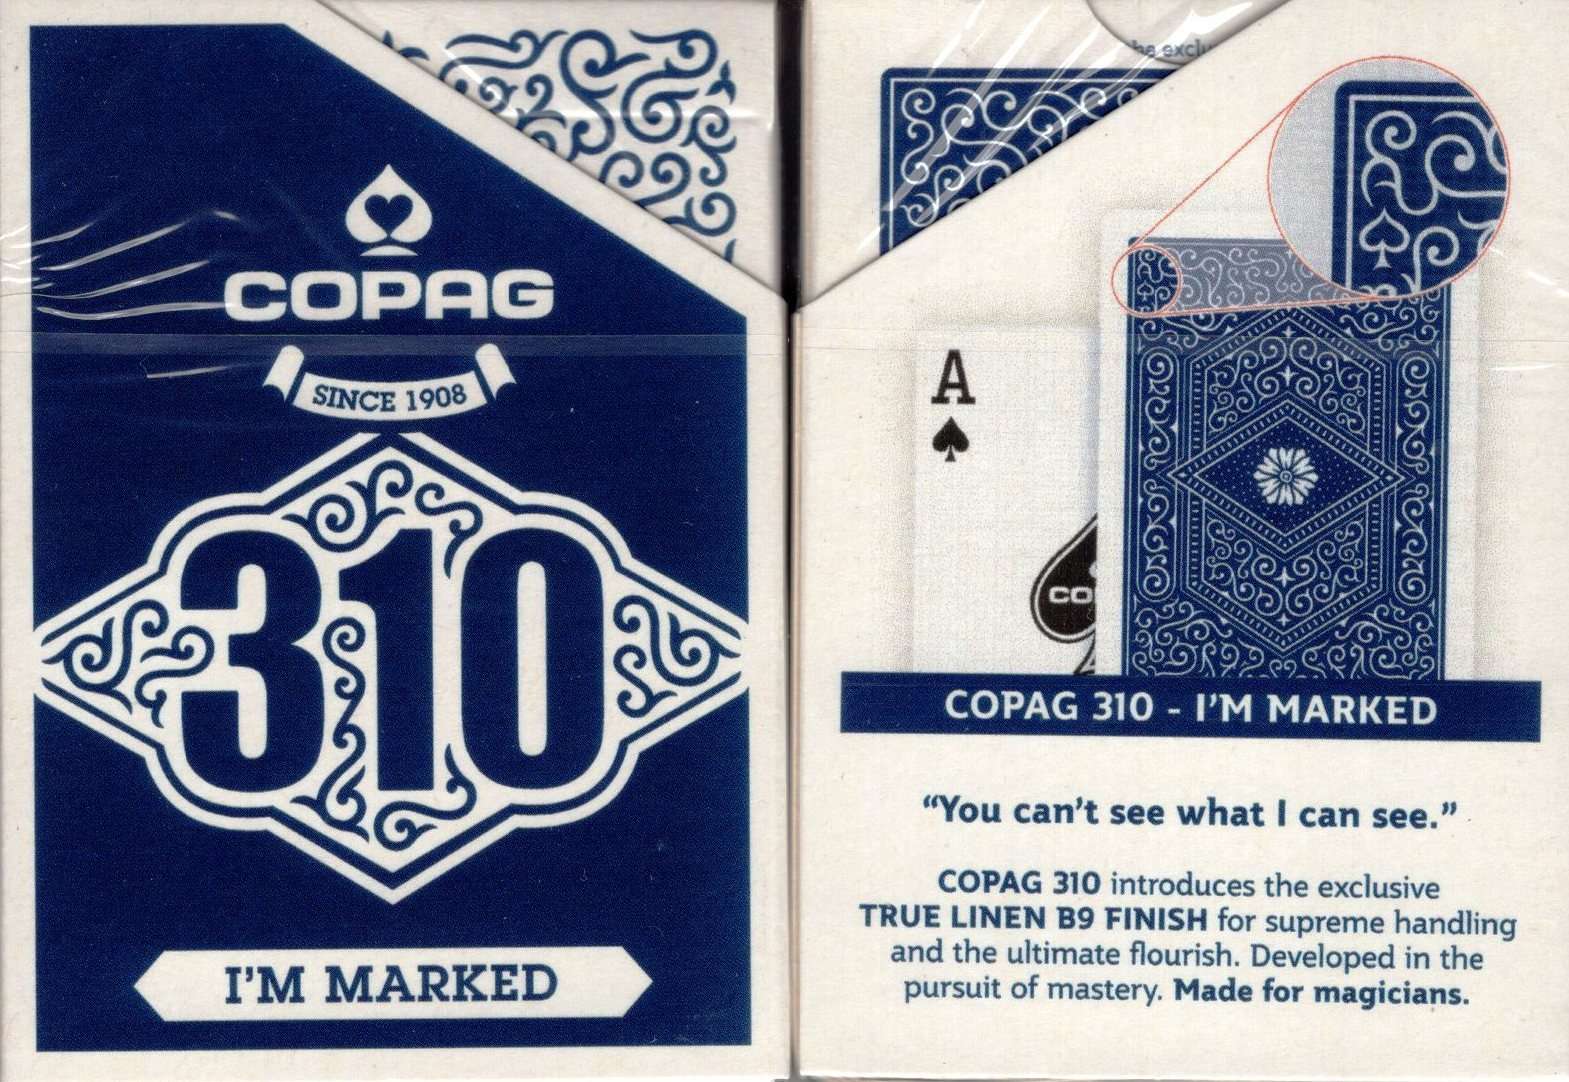 COPAG
SINCE 1908
310
I'M MARKED
he exclu
A
CO
COPAG 310 - I'M MARKED
“You can't see what I can see.”
COPAG 310 introduces the exclusive
TRUE LINEN B9 FINISH for supreme handling
and the ultimate flourish. Developed in the
pursuit of mastery. Made for magicians.